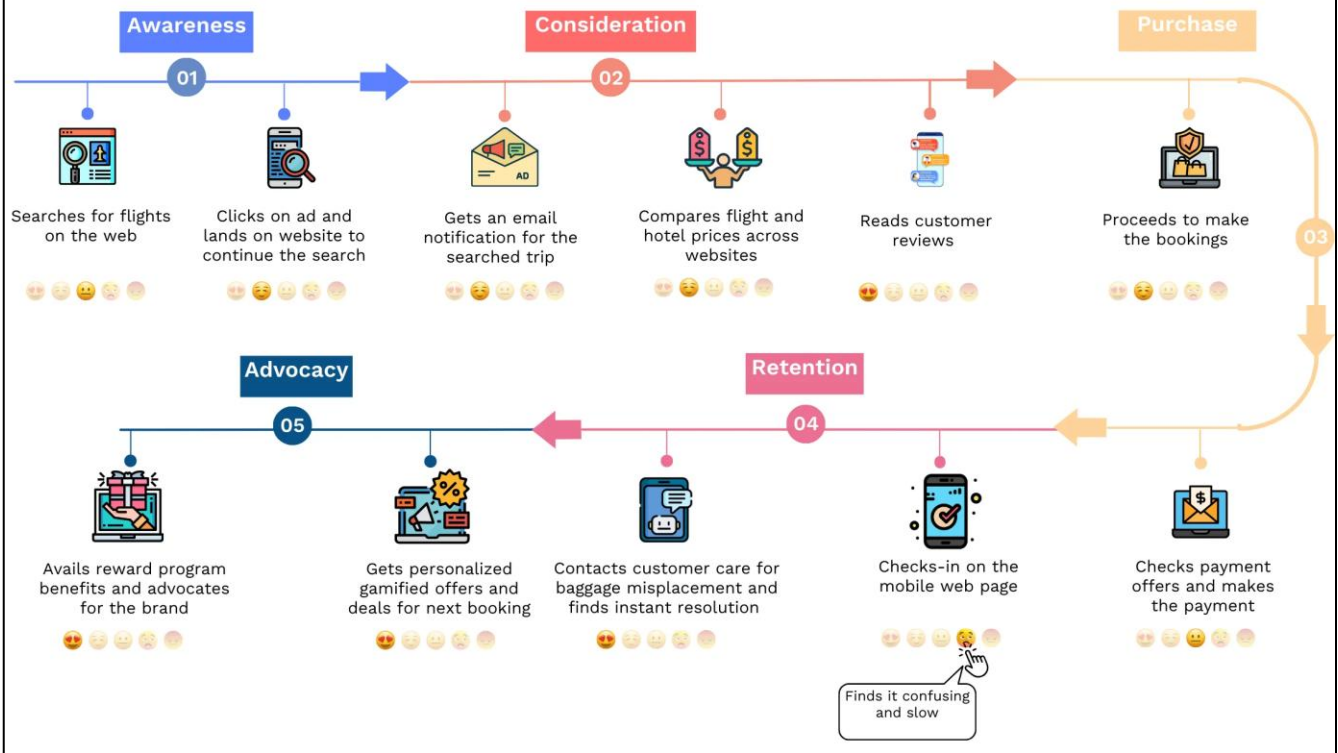 Awareness
Consideration
Purchase
01
02
Searches for flights
on the web
Clicks on ad and
lands on website to
continue the search
AD
Gets an email
notification for the
searched trip
$ $
Compares flight and
hotel prices across
websites
Reads customer
reviews
Proceeds to make
the bookings
03
Advocacy
Retention
05
04
Avails reward program
benefits and advocates
for the brand
%
Gets personalized
gamified offers and
deals for next booking
Contacts customer care for
baggage misplacement and
finds instant resolution
Checks-in on the
mobile web page
$
Checks payment
offers and makes
the payment
Finds it confusing
and slow